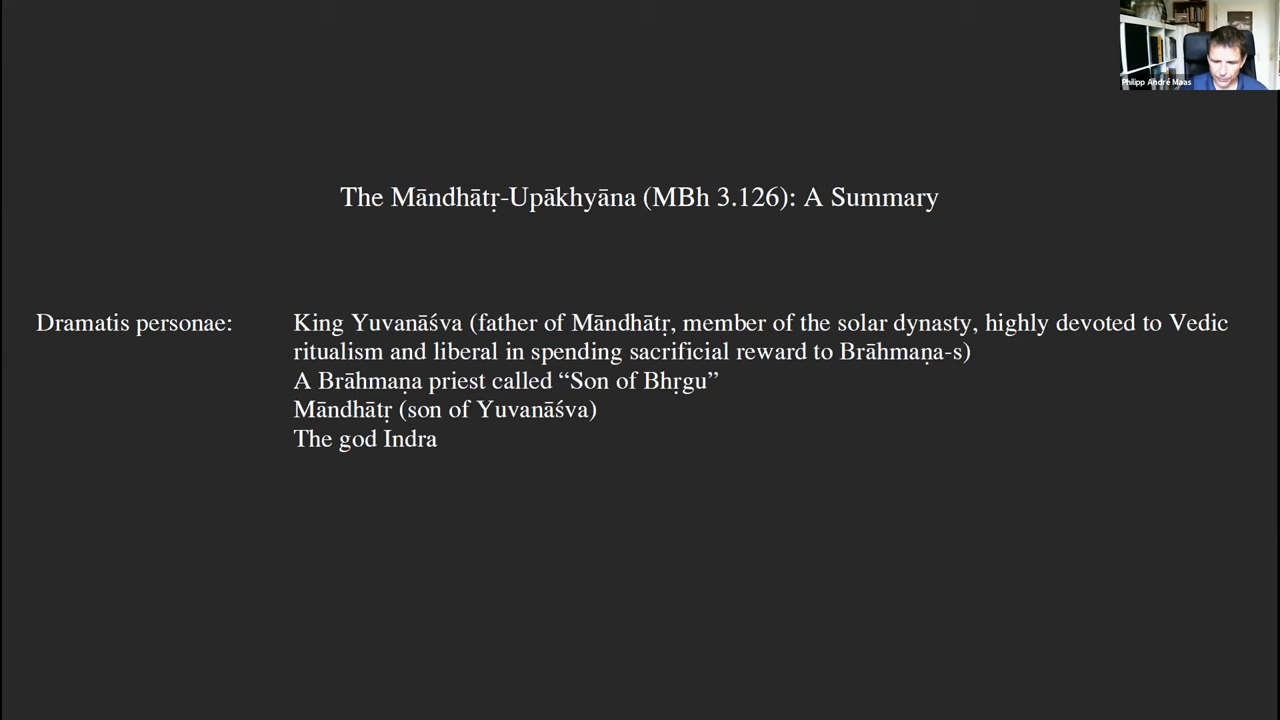 Philipp André Maas
The Māndhātṛ-Upākhyāna (MBh 3.126): A Summary
Dramatis personae: King Yuvanāśva (father of Māndhātṛ, member of the solar dynasty, highly devoted to Vedic
ritualism and liberal in spending sacrificial reward to Brāhmaṇa-s)
A Brāhmaṇa priest called “Son of Bhṛgu”
Māndhātṛ (son of Yuvanāśva)
The god Indra